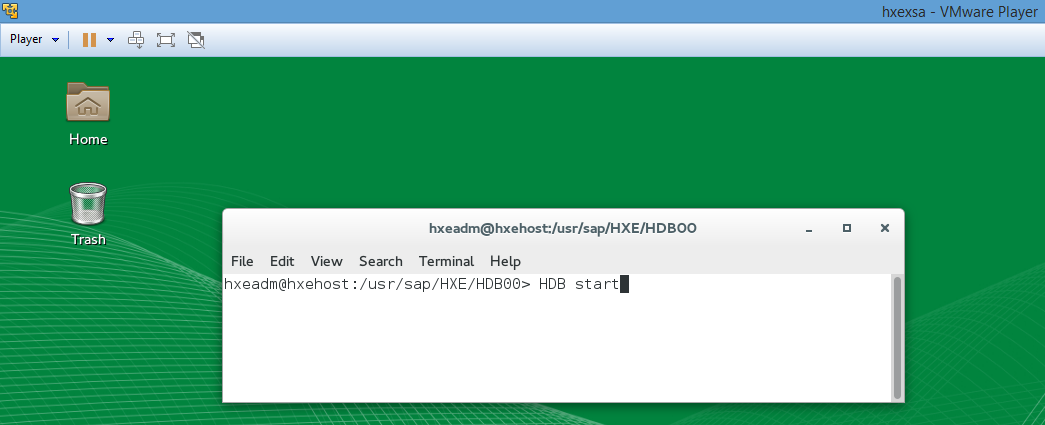 hxexsa - VMware Player
Player
Home
Trash
hxeadm@hxehost:/usr/sap/HXE/HDB00
File Edit View Search Terminal Help
hxeadm@hxehost:/usr/sap/HXE/HDB00> HDB start